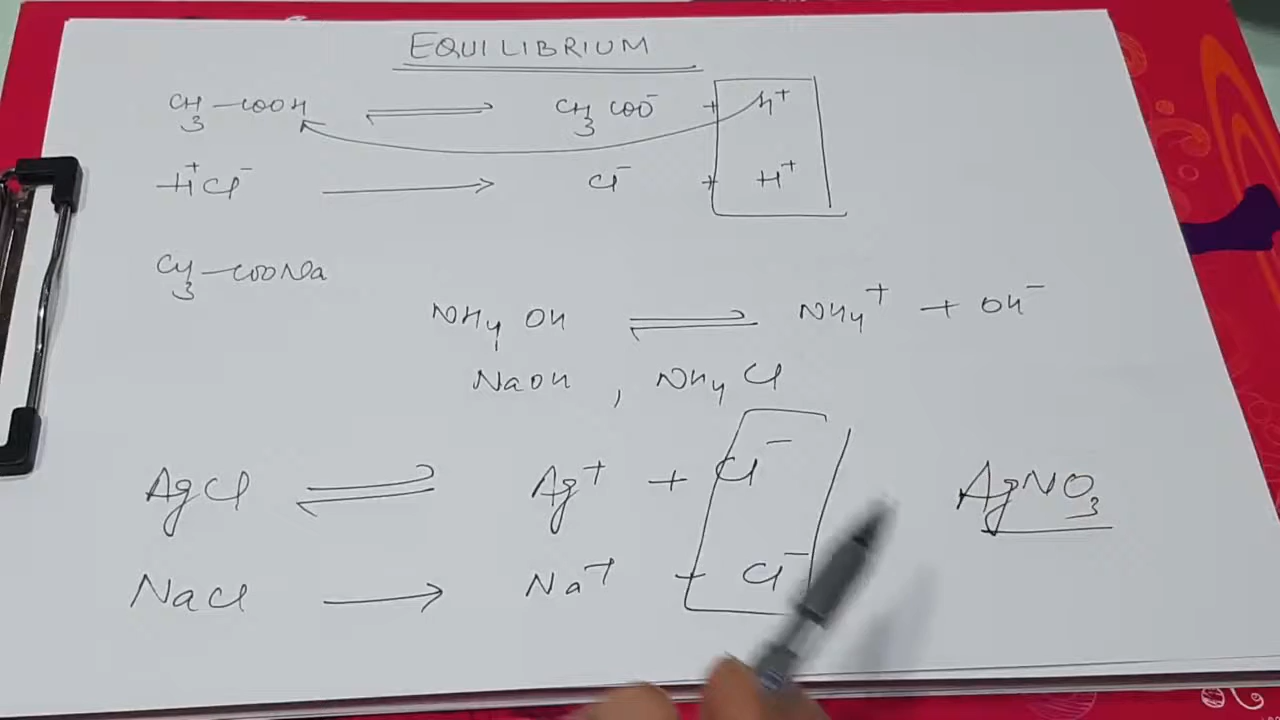 EQUILIBRIUM
CH3-COOH ⇌ CH3COO⁻ + H⁺
H⁺Cl⁻ → Cl⁻ + H⁺
CH3-COONa
NH4OH ⇌ NH4⁺ + OH⁻
NaOH, NH4Cl
AgCl ⇌ Ag⁺ + Cl⁻ AgNO3
NaCl → Na⁺ + Cl⁻